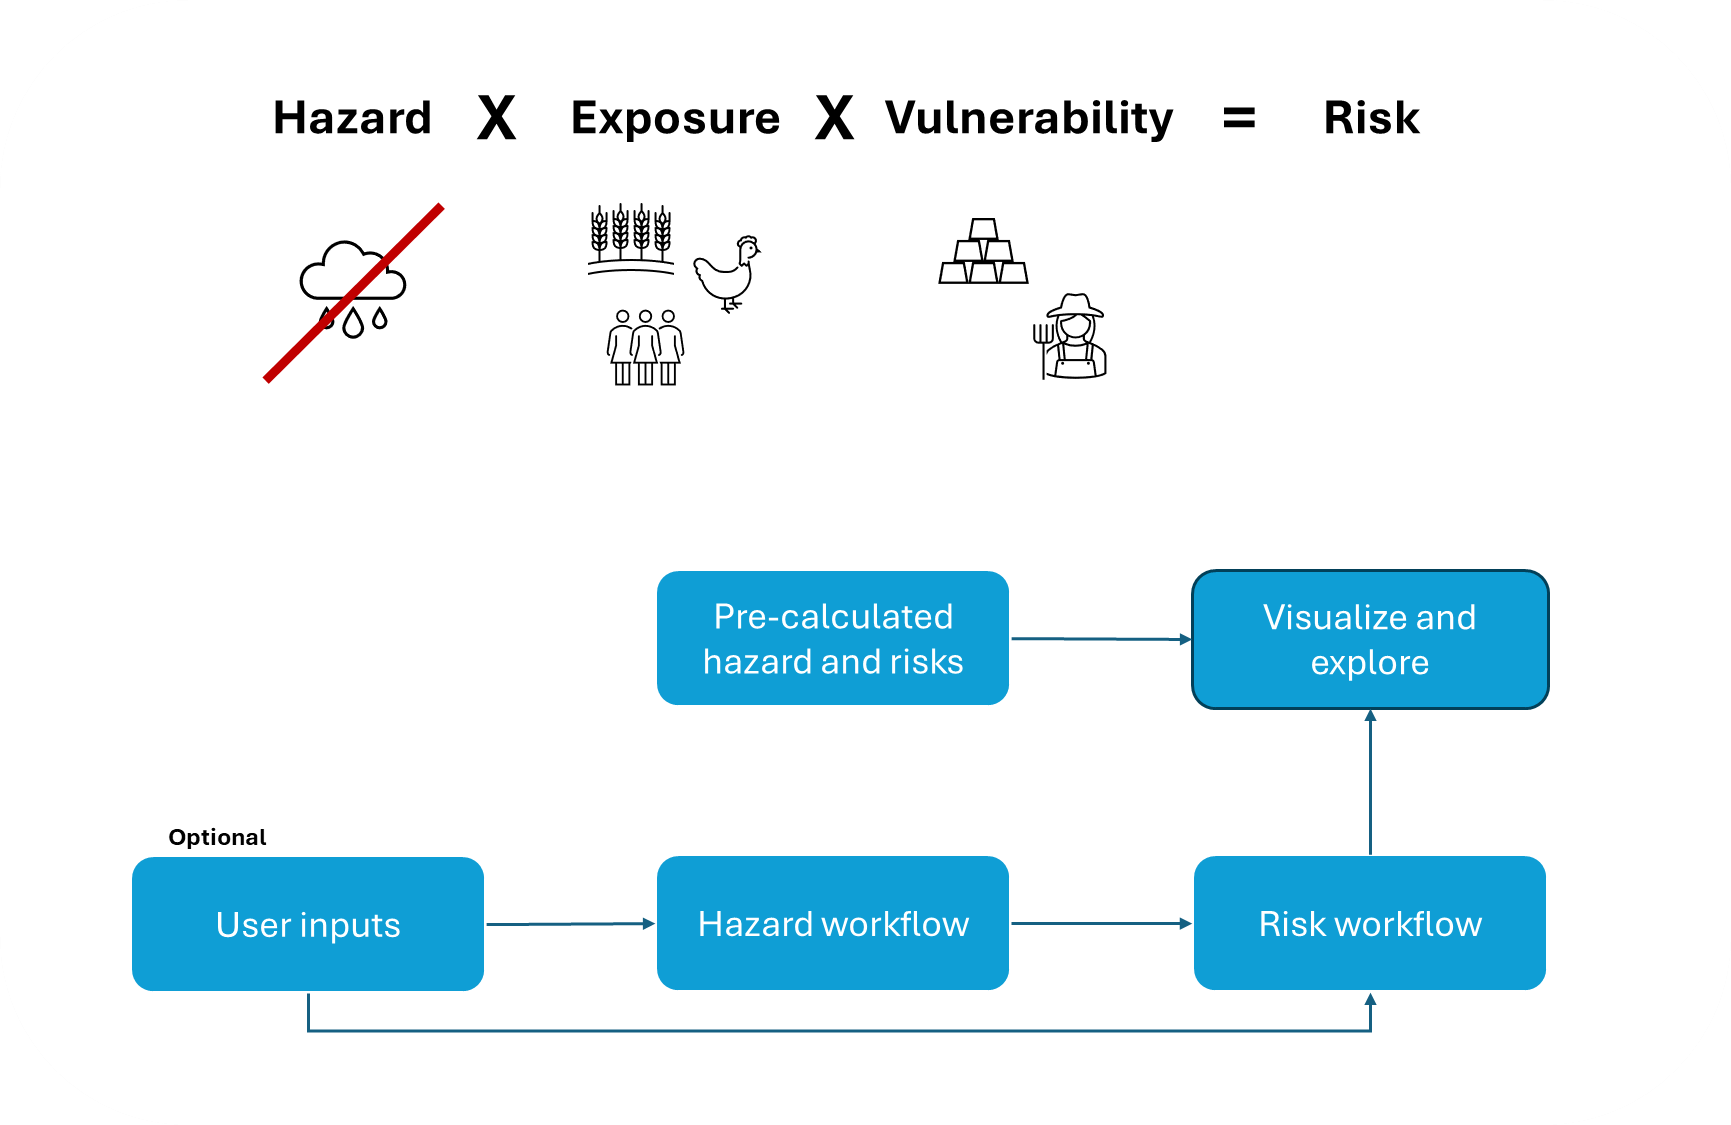 Hazard X Exposure X Vulnerability = Risk
Pre-calculated
hazard and risks
Visualize and
explore
Optional
User inputs
Hazard workflow
Risk workflow